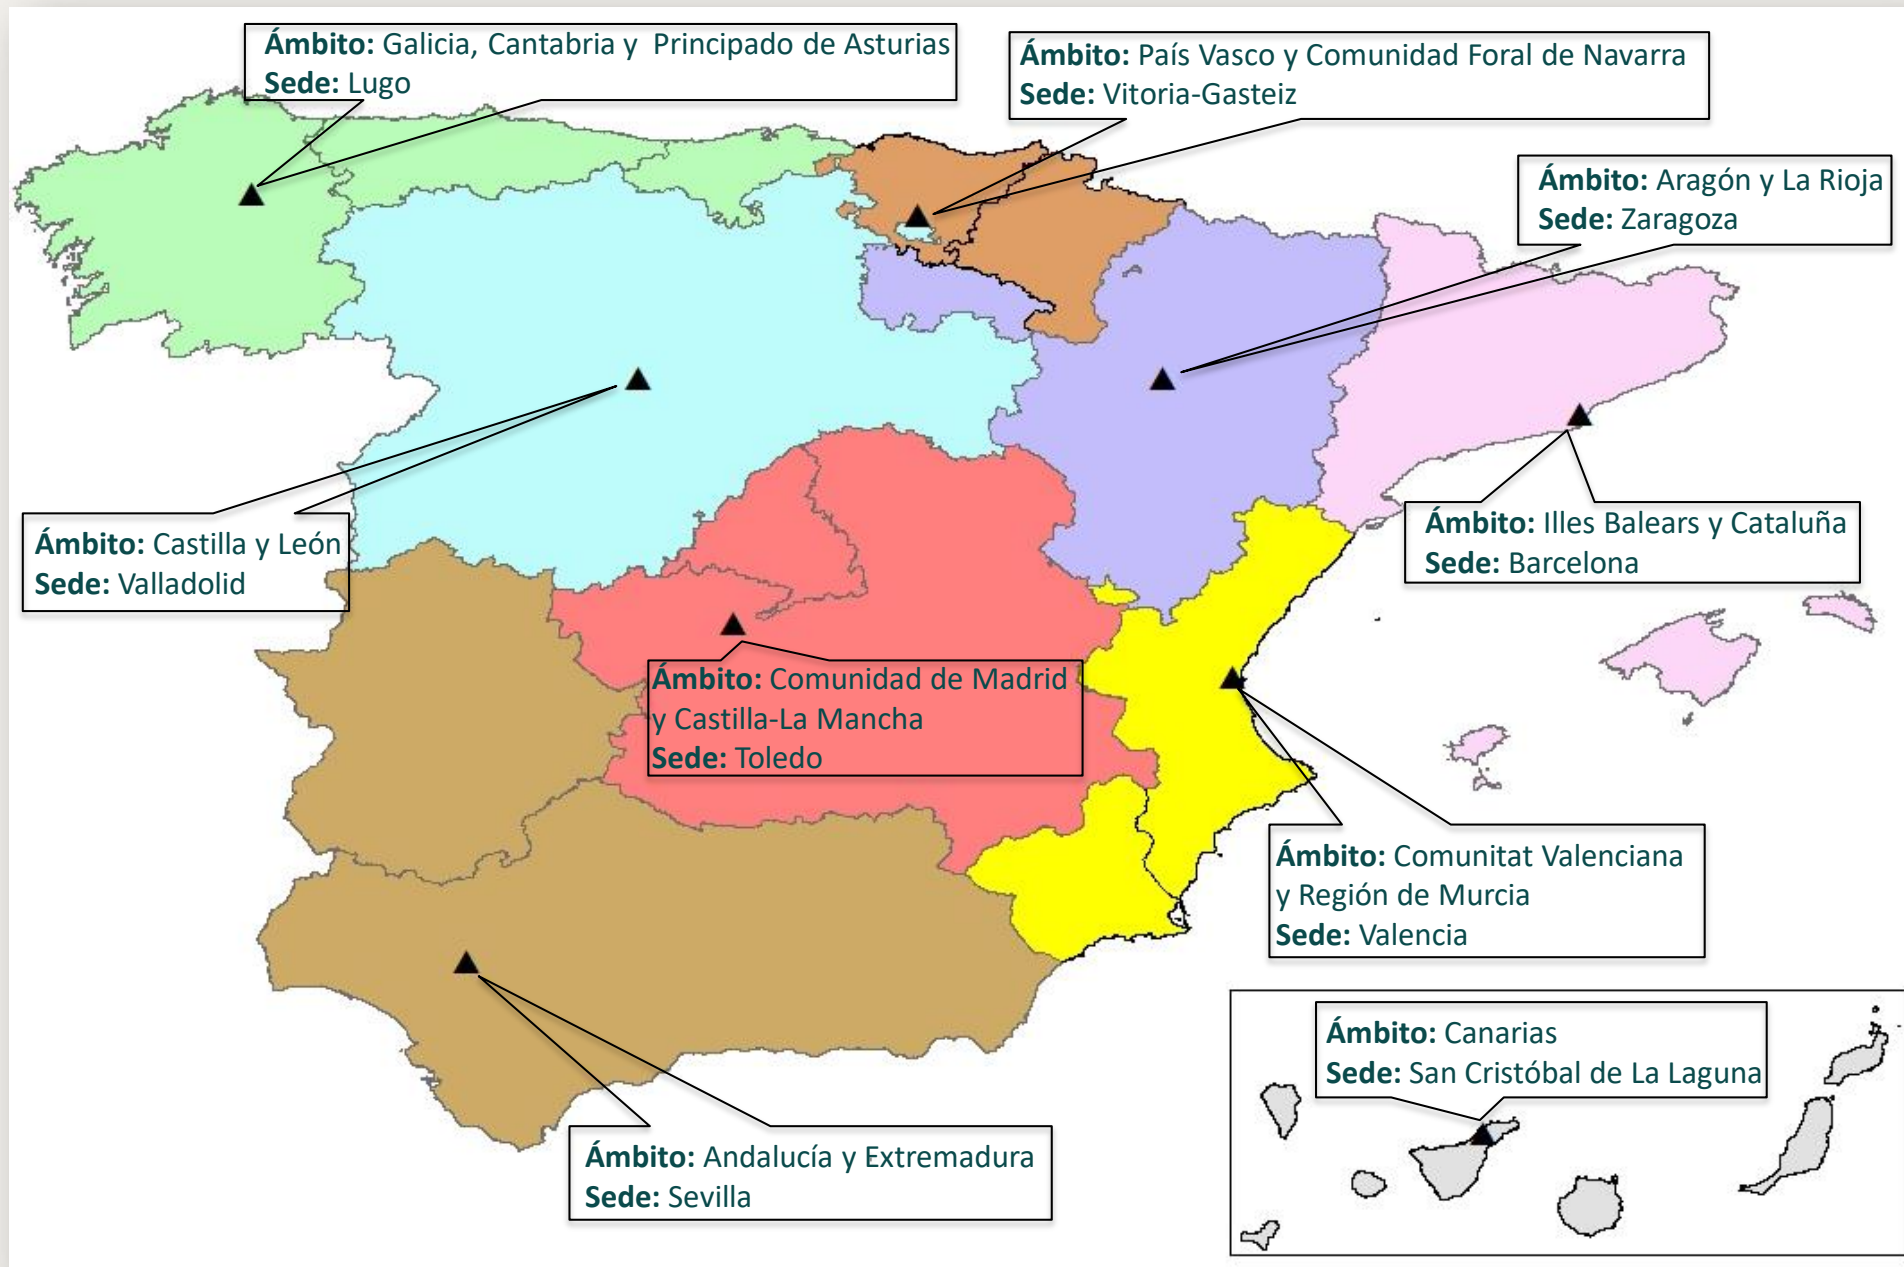 Ámbito: Galicia, Cantabria y Principado de Asturias
Sede: Lugo
Ámbito: País Vasco y Comunidad Foral de Navarra
Sede: Vitoria-Gasteiz
Ámbito: Aragón y La Rioja
Sede: Zaragoza
Ámbito: Castilla y León
Sede: Valladolid
Ámbito: Illes Balears y Cataluña
Sede: Barcelona
Ámbito: Comunidad de Madrid
y Castilla-La Mancha
Sede: Toledo
Ámbito: Comunitat Valenciana
y Región de Murcia
Sede: Valencia
Ámbito: Canarias
Sede: San Cristóbal de La Laguna
Ámbito: Andalucía y Extremadura
Sede: Sevilla